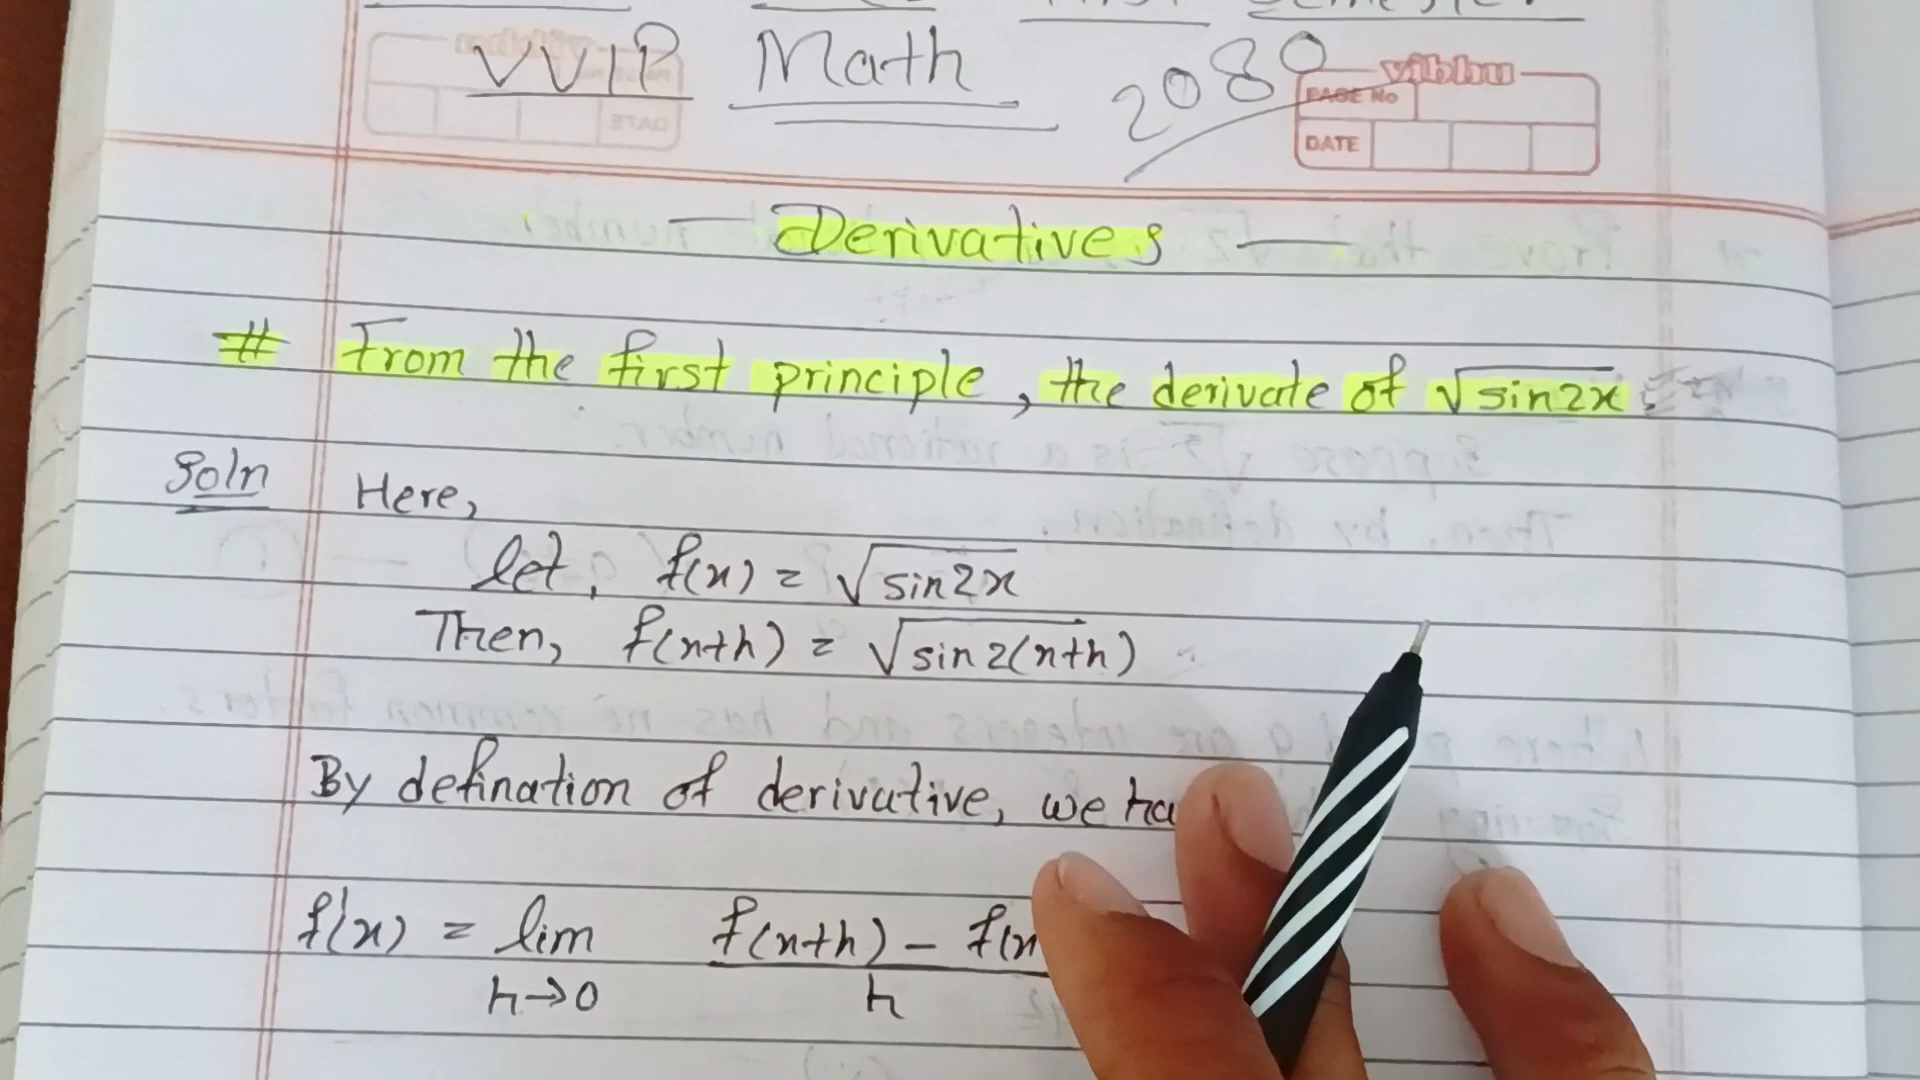 VVIP Math 2080
vibhu
PAGE No
DATE
Derivatives
# From the first principle, the derivate of √sin2x
Soln Here,
let, f(x) = √sin2x
Then, f(x+h) = √sin2(x+h)
By defination of derivative, we ha
f'(x) = lim f(x+h) - f(x
h→0 h